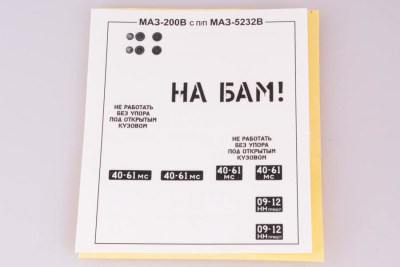 МАЗ-200В с п/п МАЗ-5232В
НА БАМ!
НЕ РАБОТАТЬ
БЕЗ УПОРА
ПОД ОТКРЫТЫМ
КУЗОВОМ
НЕ РАБОТАТЬ
БЕЗ УПОРА
ПОД ОТКРЫТЫМ
КУЗОВОМ
40-61 МС
40-61 МС
40-61
МС
40-61
МС
09-12
НН ПРИЦЕП
09-12
НН ПРИЦЕП